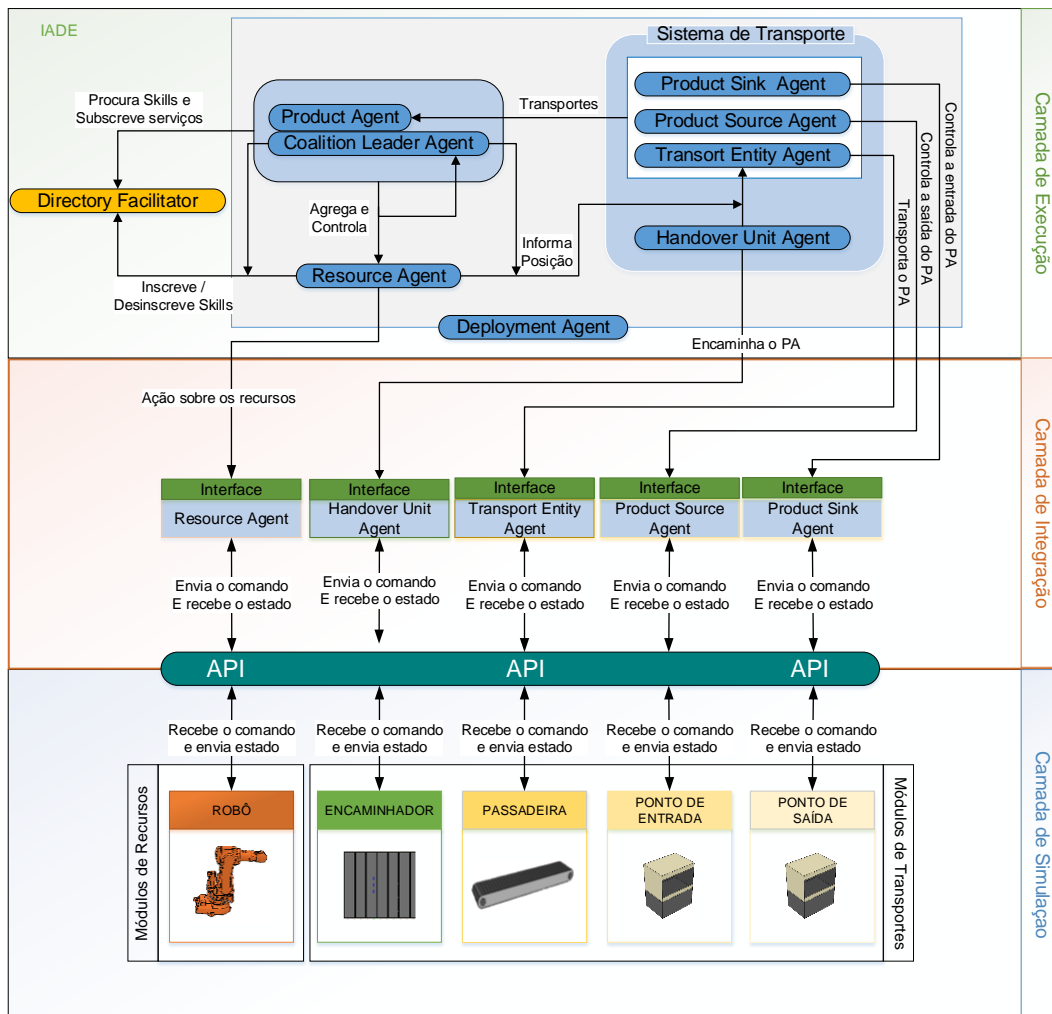 IADE
Sistema de Transporte
Product Sink  Agent
Product Source Agent
Transort Entity Agent
Handover Unit Agent
Transportes
Procura Skills e
Subscreve serviços
Product Agent
Coalition Leader Agent
Directory Facilitator
Agrega e
Controla
Informa
Posição
Resource Agent
Inscreve /
Desinscreve Skills
Deployment Agent
Encaminha o PA
Transporta o PA
Controla a saída do PA
Controla a entrada do PA
Camada de Execução
Ação sobre os recursos
Interface
Resource Agent
Interface
Handover Unit
Agent
Interface
Transport Entity
Agent
Interface
Product Source
Agent
Interface
Product Sink
Agent
Envia o comando
E recebe o estado
Envia o comando
E recebe o estado
Envia o comando
E recebe o estado
Envia o comando
E recebe o estado
Envia o comando
E recebe o estado
Camada de Integração
API
API
API
Recebe o comando
e envia estado
Recebe o comando
e envia estado
Recebe o comando
e envia estado
Recebe o comando
e envia estado
Recebe o comando
e envia estado
Módulos de Recursos
ROBÔ
ENCAMINHADOR
PASSADEIRA
PONTO DE
ENTRADA
PONTO DE
SAÍDA
Módulos de Transportes
Camada de Simulaçao